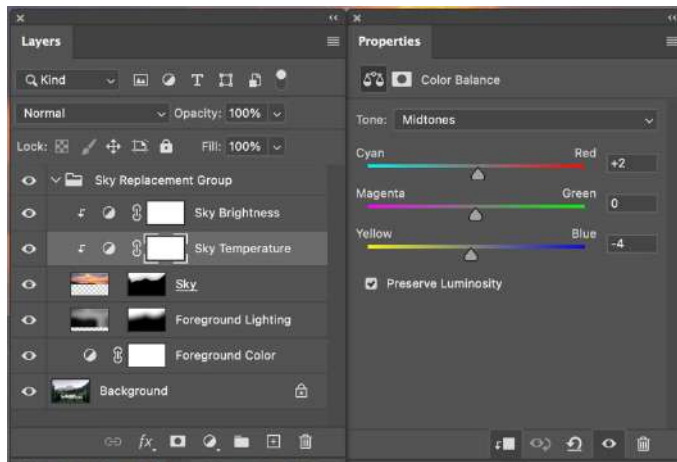 Layers
Kind
Normal
Opacity: 100%
Lock:
Fill: 100%
Sky Replacement Group
Sky Brightness
Sky Temperature
Sky
Foreground Lighting
Foreground Color
Background
fx
Properties
Color Balance
Tone: Midtones
Cyan Red +2
Magenta Green 0
Yellow Blue -4
Preserve Luminosity